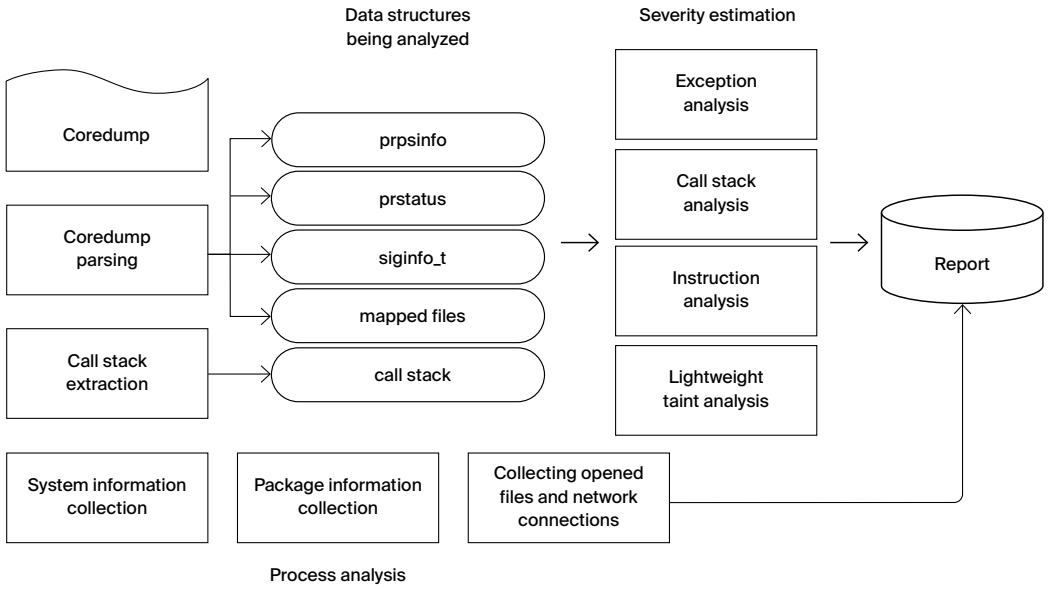 Data structures
being analyzed
Severity estimation
Coredump
Coredump
parsing
Call stack
extraction
prpsinfo
prstatus
siginfo_t
mapped files
call stack
Exception
analysis
Call stack
analysis
Instruction
analysis
Lightweight
taint analysis
Report
System information
collection
Package information
collection
Collecting opened
files and network
connections
Process analysis